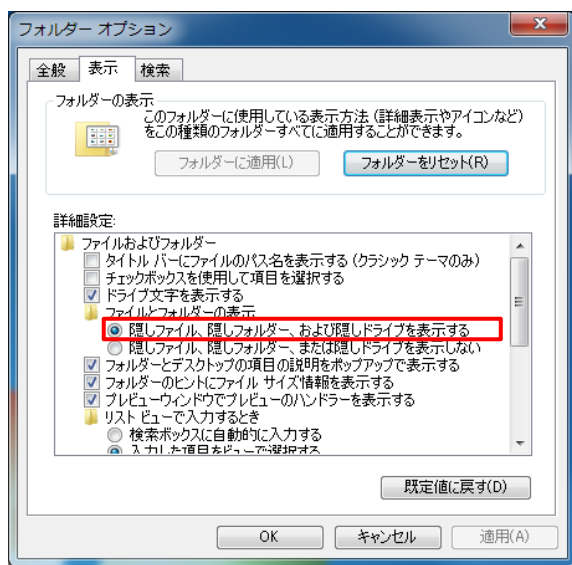 フォルダー オプション
全般 表示 検索
フォルダーの表示
このフォルダーに使用している表示方法 (詳細表示やアイコンなど)
をこの種類のフォルダーすべてに適用することができます。
フォルダーに適用(L) フォルダーをリセット(R)
詳細設定:
ファイルおよびフォルダー
タイトル バーにファイルのパス名を表示する (クラシック テーマのみ)
チェックボックスを使用して項目を選択する
ドライブ文字を表示する
ファイルとフォルダーの表示
隠しファイル、隠しフォルダー、および隠しドライブを表示する
隠しファイル、隠しフォルダー、または隠しドライブを表示しない
フォルダーとデスクトップの項目の説明をポップアップで表示する
フォルダーのヒントにファイル サイズ情報を表示する
プレビューウィンドウでプレビューのハンドラーを表示する
リスト ビューで入力するとき
検索ボックスに自動的に入力する
入力した項目をビューで選択する
既定値に戻す(D)
OK キャンセル 適用(A)